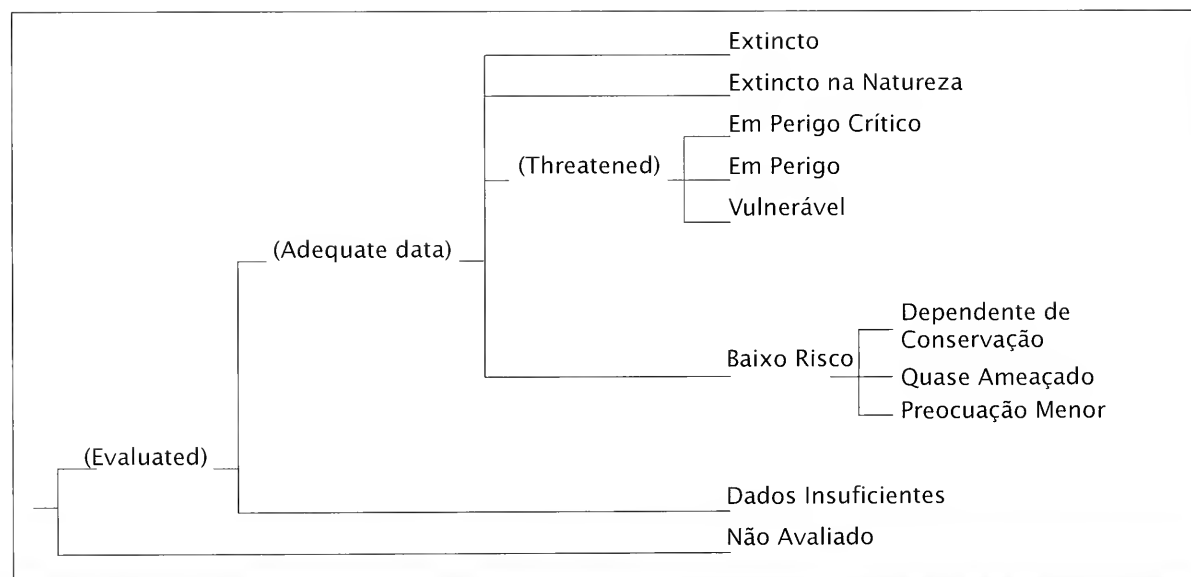 Extincto
Extincto na Natureza
Em Perigo Crítico
(Threatened)
Em Perigo
Vulnerável
(Adequate data)
Dependente de
Conservação
Baixo Risco
Quase Ameaçado
Preocuação Menor
(Evaluated)
Dados Insuficientes
Não Avaliado